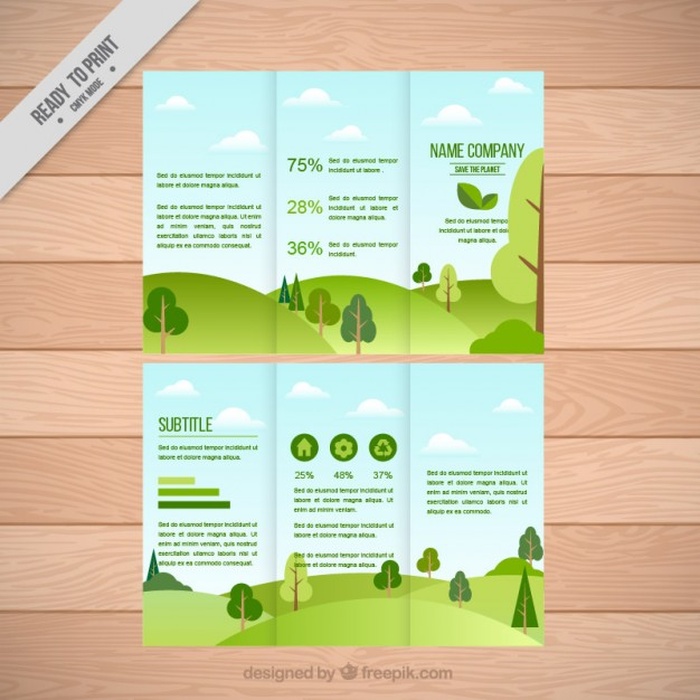 READY TO PRINT
CMYK MODE
Sed do eiusmod tempor incididunt ut
labore et dolore magna aliqua.
Sed do eiusmod tempor incididunt ut
labore et dolore magna aliqua. Ut enim
ad minim veniam, quis nostrud
exercitation ullamco laboris nisi ut
aliquip ex ea commodo consequat.
75%
Sed do eiusmod tempor
incididunt ut labore .
28%
Sed do eiusmod tempor
incididunt ut labore et
dolore magna aliqua.
36%
Sed do eiusmod tempor
incididunt.
NAME COMPANY
SAVE THE PLANET
Sed do eiusmod temp
incididunt ut labore et dol
magna aliqua.
SUBTITLE
Sed do eiusmod tempor incididunt ut
labore et dolore magna aliqua.
Sed do eiusmod tempor incididunt ut
labore et dolore magna aliqua. Ut enim
ad minim veniam, quis nostrud
exercitation ullamco laboris nisi ut
aliquip ex ea commodo consequat.
25% 48% 37%
Sed do eiusmod tempor incididunt ut
labore et dolore magna aliqua. Ut
enim ad minim veniam.
Sed do eiusmod tempor incididunt ut
labore et dolore magna aliqua.
Sed do eiusmod tempor incididunt ut
labore et dolore magna aliqua.
Sed do eiusmod tempor incididunt ut
labore et dolore magna aliqua. Ut enim
ad minim veniam, quis nostrud
exercitation ullamco laboris nisi ut
aliquip ex ea commodo.
designed by freepik.com